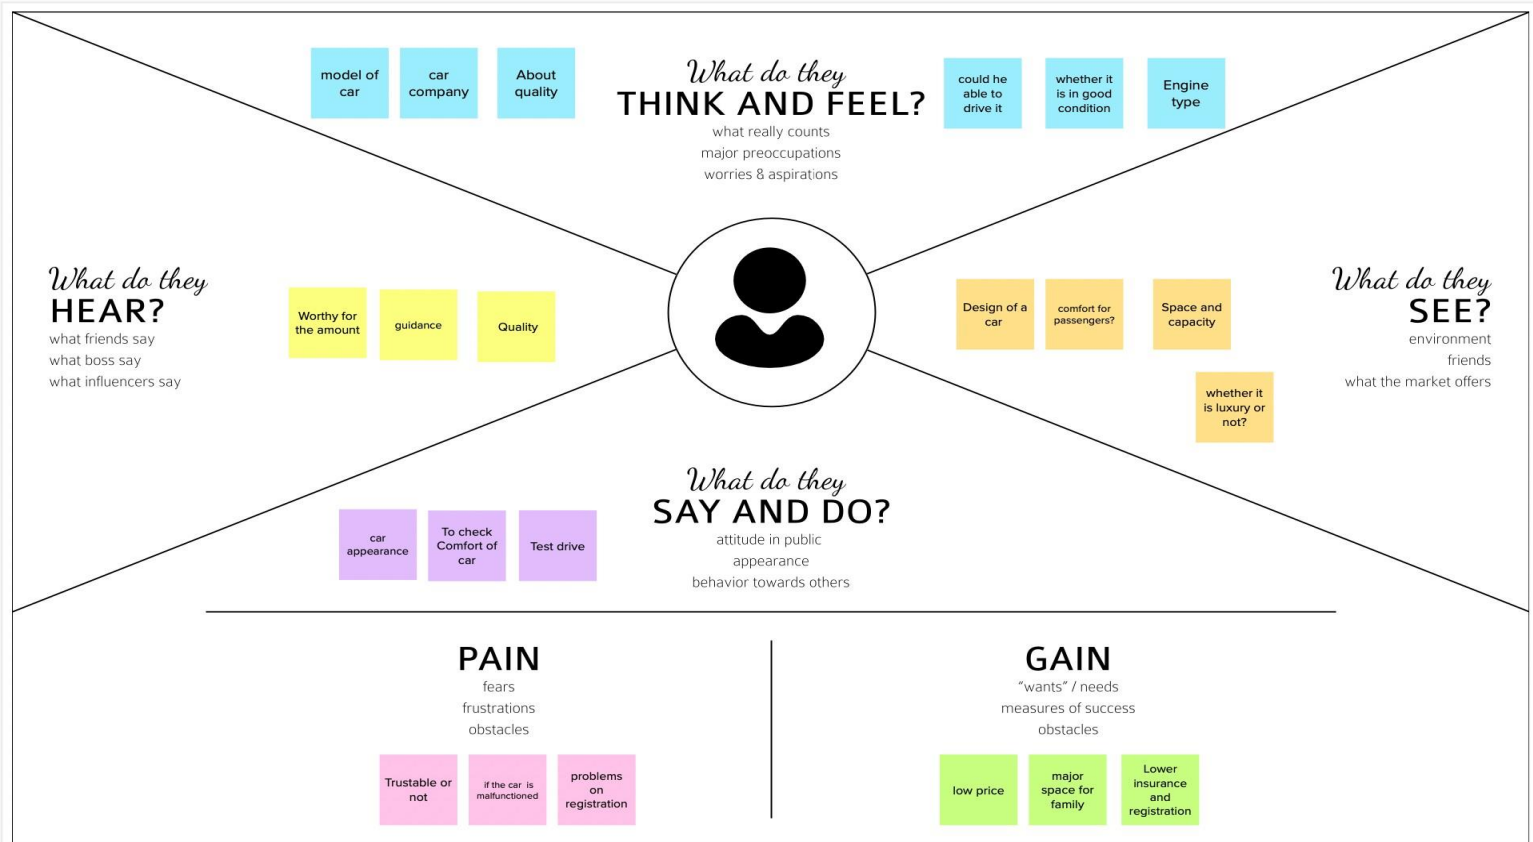 model of
car
car
company
About
quality
What do they
THINK AND FEEL?
what really counts
major preoccupations
worries & aspirations
could he
able to
drive it
whether it
is in good
condition
Engine
type
What do they
HEAR?
what friends say
what boss say
what influencers say
Worthy for
the amount
guidance
Quality
Design of a
car
comfort for
passengers?
Space and
capacity
whether it
is luxury or
not?
What do they
SEE?
environment
friends
what the market offers
What do they
SAY AND DO?
attitude in public
appearance
behavior towards others
car
appearance
To check
Comfort of
car
Test drive
PAIN
fears
frustrations
obstacles
Trustable or
not
if the car is
malfunctioned
problems
on
registration
GAIN
"wants" / needs
measures of success
obstacles
low price
major
space for
family
Lower
insurance
and
registration